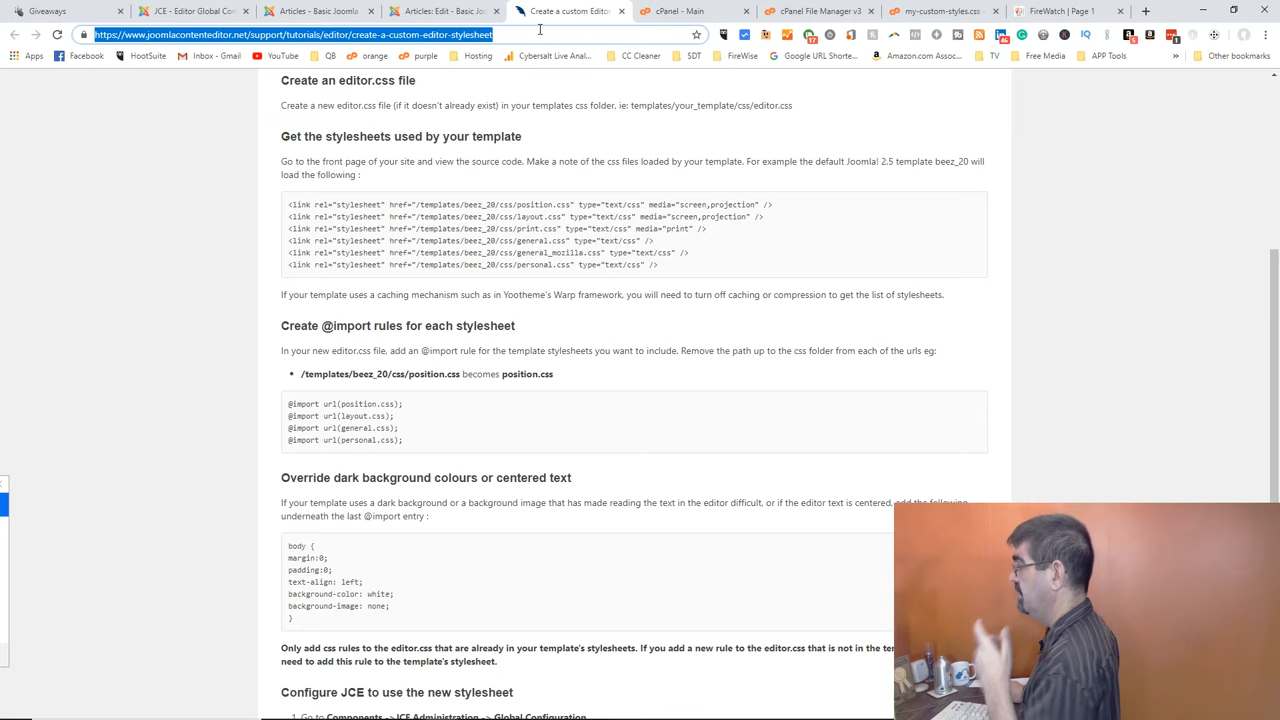 Giveaways
JCE - Editor Global Con
Articles - Basic Joomla
Articles: Edit - Basic Joo
Create a custom Editor
cPanel - Main
cPanel File Manager v3
my-custom-styles.css
FireWatch | Page 1
https://www.joomlacontenteditor.net/support/tutorials/editor/create-a-custom-editor-stylesheet
Apps
Facebook
HootSuite
Inbox - Gmail
YouTube
QB
orange
purple
Hosting
Cybersalt Live Anal...
CC Cleaner
SDT
FireWise
Google URL Shorte...
Amazon.com Assoc...
TV
Free Media
APP Tools
Other bookmarks
Create an editor.css file
Create a new editor.css file (if it doesn't already exist) in your templates css folder. ie: templates/your_template/css/editor.css
Get the stylesheets used by your template
Go to the front page of your site and view the source code. Make a note of the css files loaded by your template. For example the default Joomla! 2.5 template beez_20 will
load the following :
<link rel="stylesheet" href="/templates/beez_20/css/position.css" type="text/css" media="screen,projection" />
<link rel="stylesheet" href="/templates/beez_20/css/layout.css" type="text/css" media="screen,projection" />
<link rel="stylesheet" href="/templates/beez_20/css/print.css" type="text/css" media="print" />
<link rel="stylesheet" href="/templates/beez_20/css/general.css" type="text/css" />
<link rel="stylesheet" href="/templates/beez_20/css/general_mozilla.css" type="text/css" />
<link rel="stylesheet" href="/templates/beez_20/css/personal.css" type="text/css" />
If your template uses a caching mechanism such as in Yootheme's Warp framework, you will need to turn off caching or compression to get the list of stylesheets.
Create @import rules for each stylesheet
In your new editor.css file, add an @import rule for the template stylesheets you want to include. Remove the path up to the css folder from each of the urls eg:
• /templates/beez_20/css/position.css becomes position.css
@import url(position.css);
@import url(layout.css);
@import url(general.css);
@import url(personal.css);
Override dark background colours or centered text
If your template uses a dark background or a background image that has made reading the text in the editor difficult, or if the editor text is centered, add the following
underneath the last @import entry :
body {
margin:0;
padding:0;
text-align: left;
background-color: white;
background-image: none;
}
Only add css rules to the editor.css that are already in your template's stylesheets. If you add a new rule to the editor.css that is not in the te
need to add this rule to the template's stylesheet.
Configure JCE to use the new stylesheet
1. Go to Components -> JCE Administration -> Global Configuration